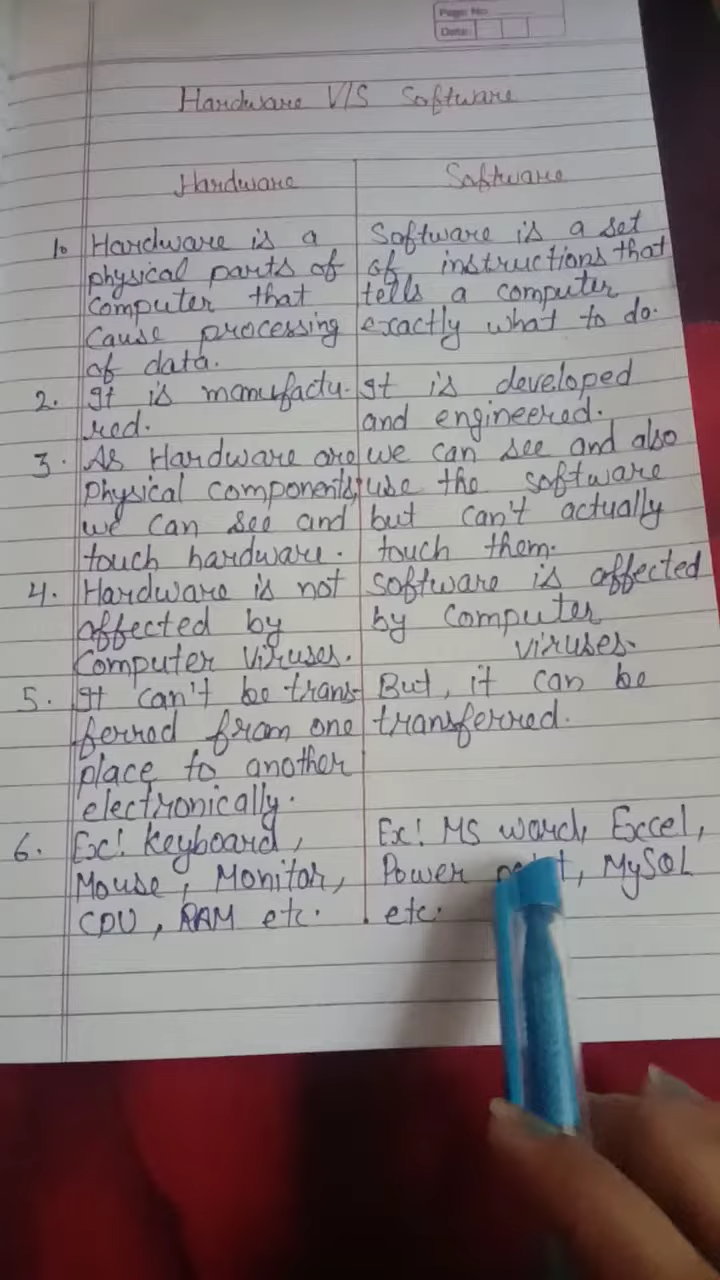 Page No.
Date
Hardware V/S Software
Hardware
Software
1. Hardware is a
physical parts of
computer that
cause processing
of data.
Software is a set
of instructions that
tells a computer
exactly what to do.
2. It is manufactu-
red.
It is developed
and engineered.
3. As Hardware are
physical components,
we can see and
touch hardware.
we can see and also
use the software
but can't actually
touch them.
4. Hardware is not
affected by
computer viruses.
Software is affected
by computer
viruses.
5. It can't be trans-
ferred from one
place to another
electronically.
But, it can be
transferred.
6. Ex: keyboard,
Mouse, Monitor,
CPU, RAM etc.
Ex: MS word, Excel,
Power , MySQL
etc.